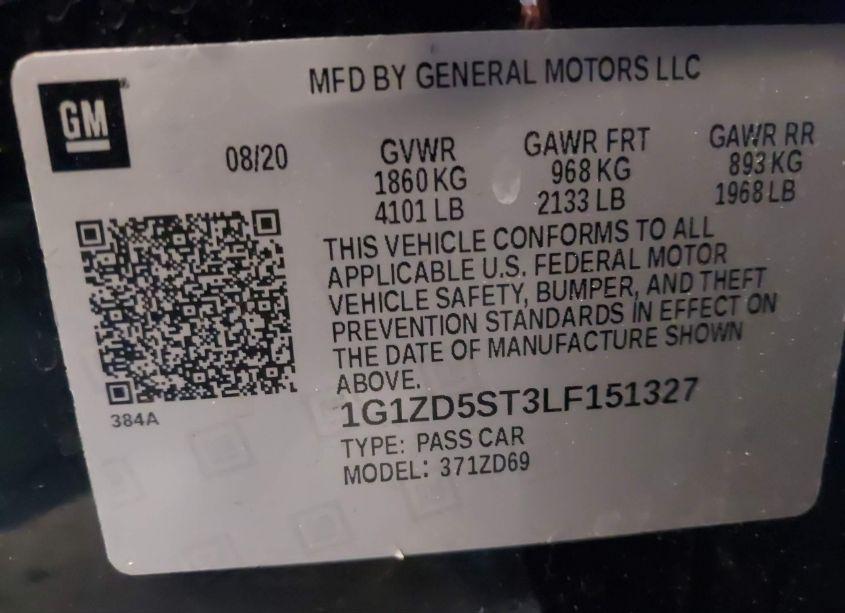 MFD BY GENERAL MOTORS LLC
GM
08/20
GVWR
1860 KG
4101 LB
GAWR FRT
968 KG
2133 LB
GAWR RR
893 KG
1968 LB
THIS VEHICLE CONFORMS TO ALL
APPLICABLE U.S. FEDERAL MOTOR
VEHICLE SAFETY, BUMPER, AND THEFT
PREVENTION STANDARDS IN EFFECT ON
THE DATE OF MANUFACTURE SHOWN
ABOVE.
384A
1G1ZD5ST3LF151327
TYPE: PASS CAR
MODEL: 371ZD69